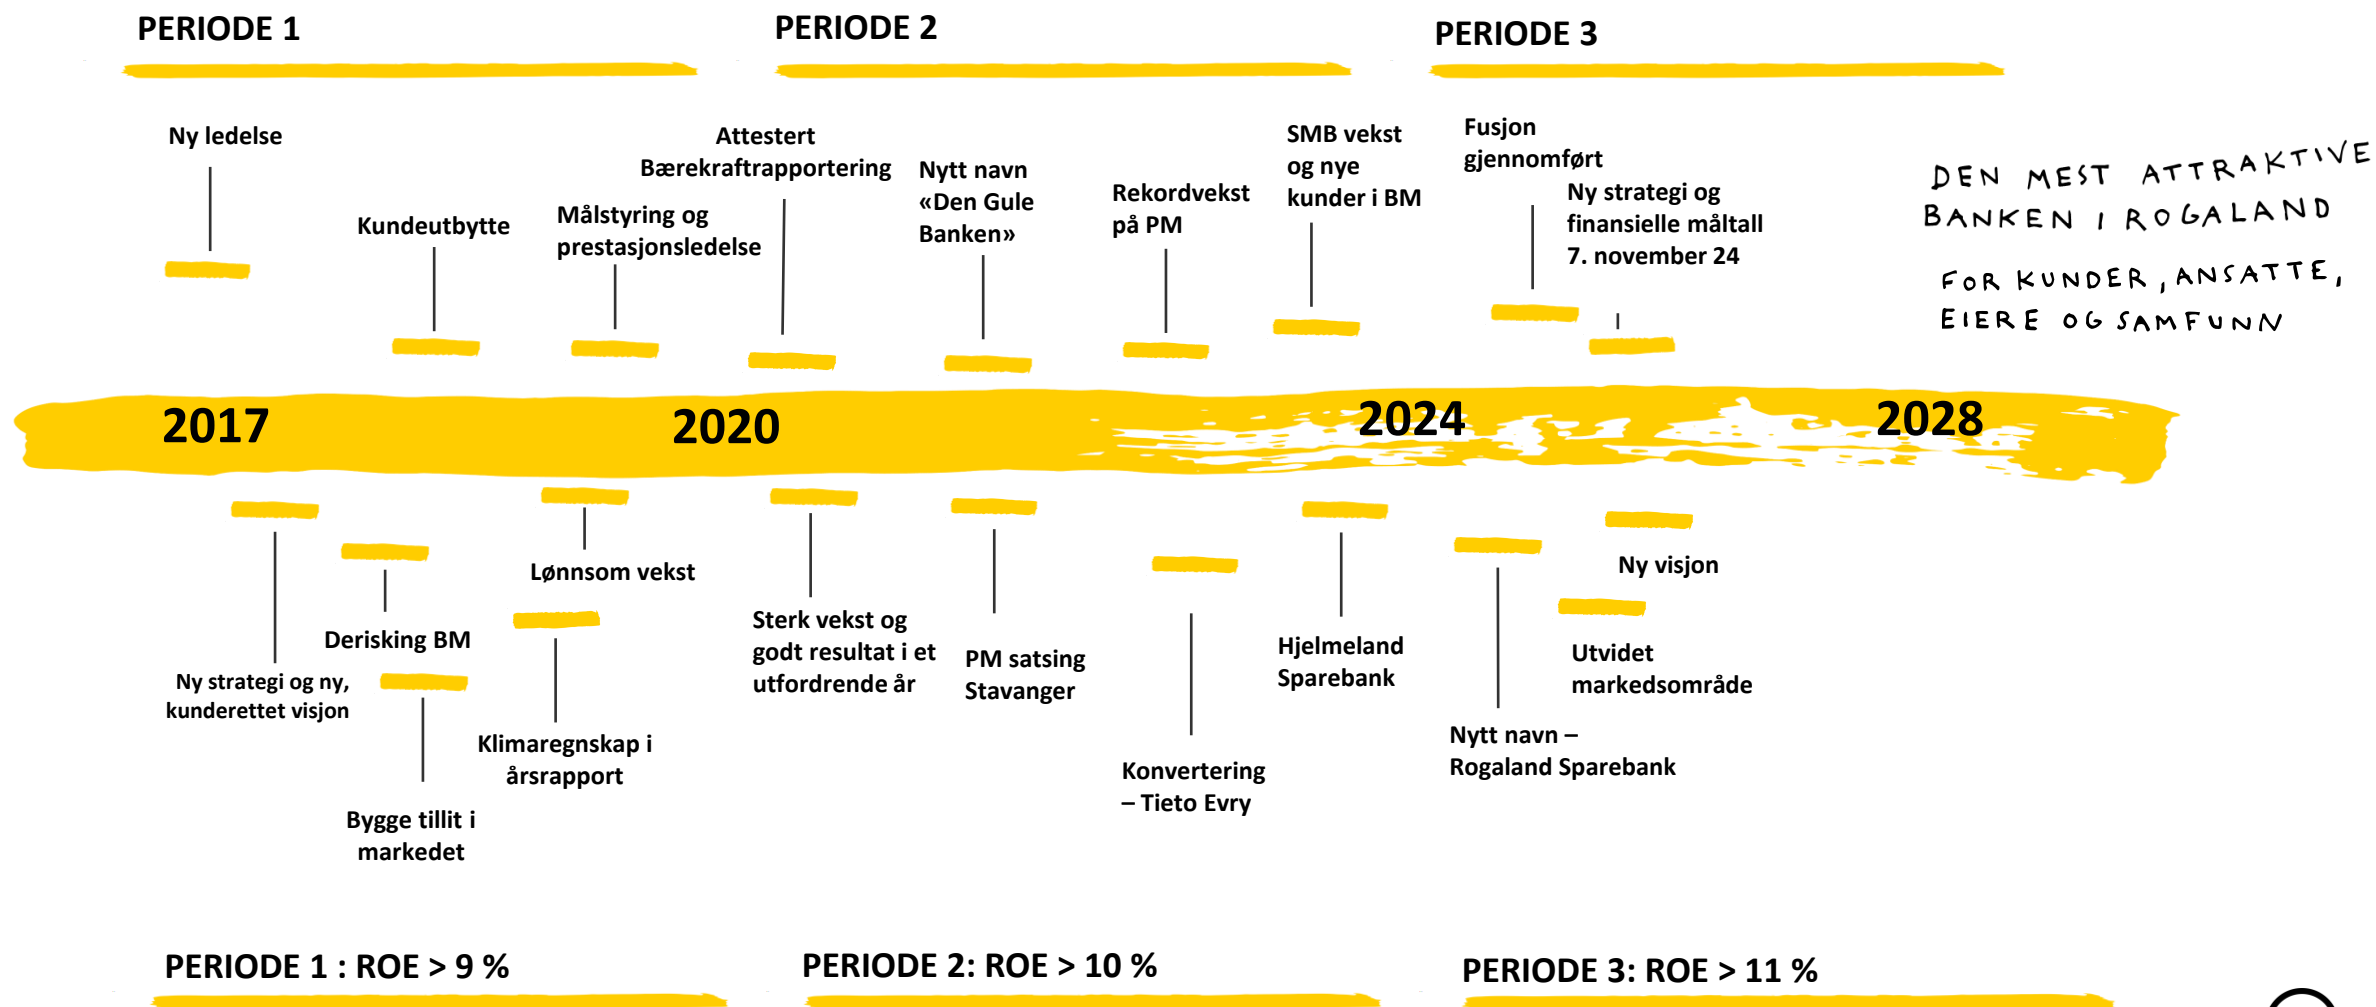 PERIODE 1
PERIODE 2
PERIODE 3
Ny ledelse
Kundeutbytte
Målstyring og
prestasjonsledelse
Attestert
Bærekraftrapportering
Nytt navn
«Den Gule
Banken»
Rekordvekst
på PM
SMB vekst
og nye
kunder i BM
Fusjon
gjennomført
Ny strategi og
finansielle måltall
7. november 24
DEN MEST ATTRAKTIVE
BANKEN I ROGALAND
FOR KUNDER, ANSATTE,
EIERE OG SAMFUNN
2017
2020
2024
2028
Ny strategi og ny,
kunderettet visjon
Derisking BM
Bygge tillit i
markedet
Lønnsom vekst
Klimaregnskap i
årsrapport
Sterk vekst og
godt resultat i et
utfordrende år
PM satsing
Stavanger
Konvertering
– Tieto Evry
Hjelmeland
Sparebank
Nytt navn –
Rogaland Sparebank
Ny visjon
Utvidet
markedsområde
PERIODE 1 : ROE > 9 %
PERIODE 2: ROE > 10 %
PERIODE 3: ROE > 11 %